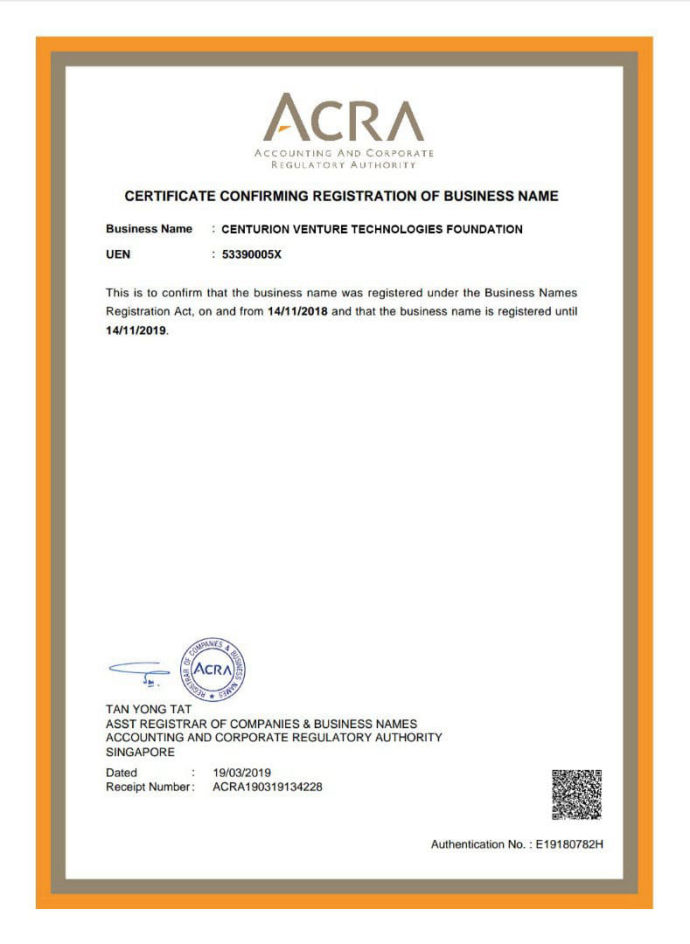 ACRA
ACCOUNTING AND CORPORATE
REGULATORY AUTHORITY
CERTIFICATE CONFIRMING REGISTRATION OF BUSINESS NAME
Business Name : CENTURION VENTURE TECHNOLOGIES FOUNDATION
UEN : 53390005X
This is to confirm that the business name was registered under the Business Names
Registration Act, on and from 14/11/2018 and that the business name is registered until
14/11/2019.
REGISTRAR OF COMPANIES & BUSINESS NAMES
ACRA
TAN YONG TAT
ASST REGISTRAR OF COMPANIES & BUSINESS NAMES
ACCOUNTING AND CORPORATE REGULATORY AUTHORITY
SINGAPORE
Dated : 19/03/2019
Receipt Number : ACRA190319134228
Authentication No. : E19180782H